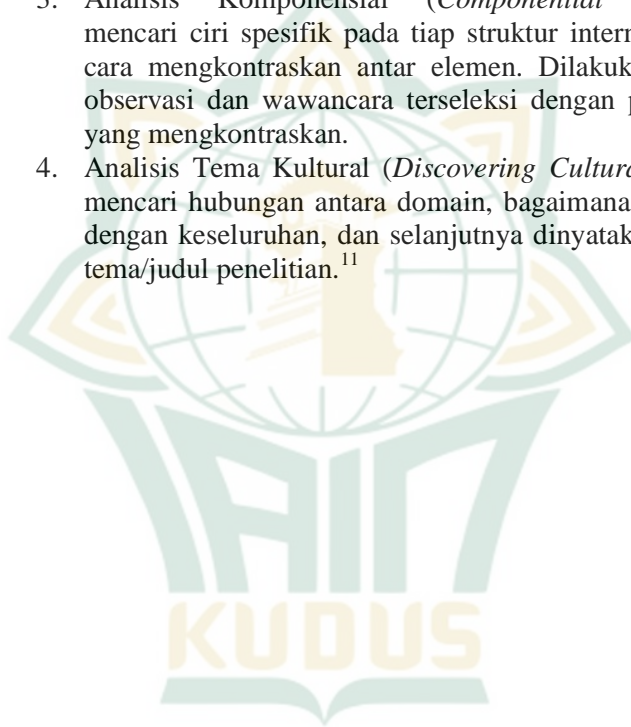 3. Analisis Komponensial (Componential
mencari ciri spesifik pada tiap struktur intern
cara mengkontraskan antar elemen. Dilakuk
observasi dan wawancara terseleksi dengan p
yang mengkontraskan.
4. Analisis Tema Kultural (Discovering Cultura
mencari hubungan antara domain, bagaimana
dengan keseluruhan, dan selanjutnya dinyatak
tema/judul penelitian.11
IAIN
KUDUS